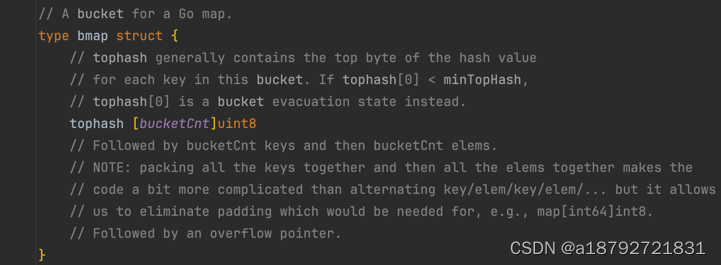 // A bucket for a Go map.
type bmap struct {
// tophash generally contains the top byte of the hash value
// for each key in this bucket. If tophash[0] < minTopHash,
// tophash[0] is a bucket evacuation state instead.
tophash [bucketCnt]uint8
// Followed by bucketCnt keys and then bucketCnt elems.
// NOTE: packing all the keys together and then all the elems together makes the
// code a bit more complicated than alternating key/elem/key/elem/... but it allows
// us to eliminate padding which would be needed for, e.g., map[int64]int8.
// Followed by an overflow pointer.
}
CSDN @a18792721831